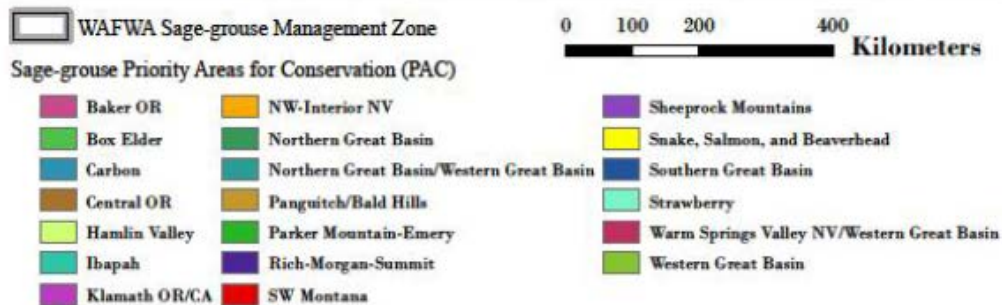 WAFWA Sage-grouse Management Zone
0 100 200 400
Kilometers
Sage-grouse Priority Areas for Conservation (PAC)
Baker OR
Box Elder
Carbon
Central OR
Hamlin Valley
Ibapah
Klamath OR/CA
NW-Interior NV
Northern Great Basin
Northern Great Basin/Western Great Basin
Panguitch/Bald Hills
Parker Mountain-Emery
Rich-Morgan-Summit
SW Montana
Sheeprock Mountains
Snake, Salmon, and Beaverhead
Southern Great Basin
Strawberry
Warm Springs Valley NV/Western Great Basin
Western Great Basin